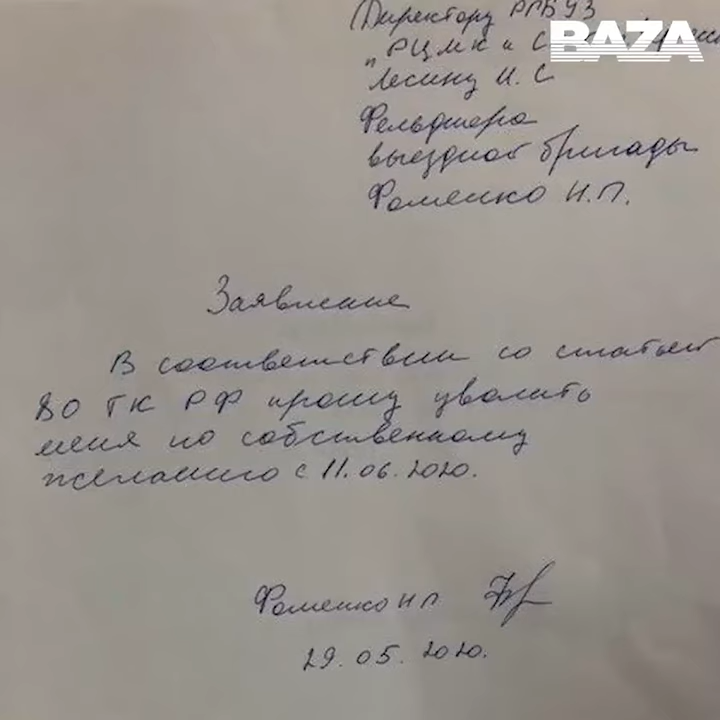 Директору РГБУЗ
BAZA
"РЦМК и С
Лесину И. С
Фельдшера
выездной бригады
Фоменко Н.П.
Заявление
В соответствии со статьей
80 ТК РФ прошу уволить
меня по собственному
желанию с 11.06.2020.
Фоменко Н П
29.05.2020.